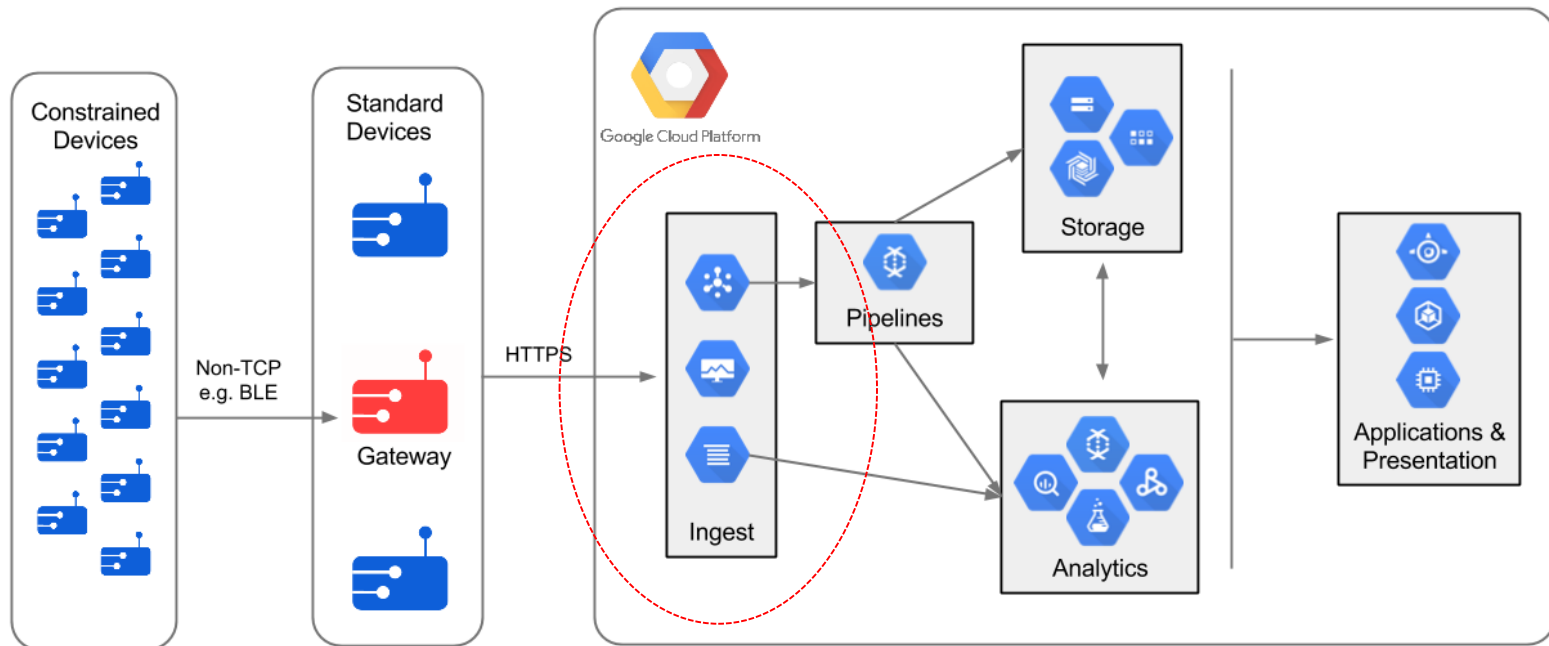 Constrained
Devices
Non-TCP
e.g. BLE
Standard
Devices
Gateway
HTTPS
Google Cloud Platform
Ingest
Pipelines
Storage
Analytics
Applications &
Presentation